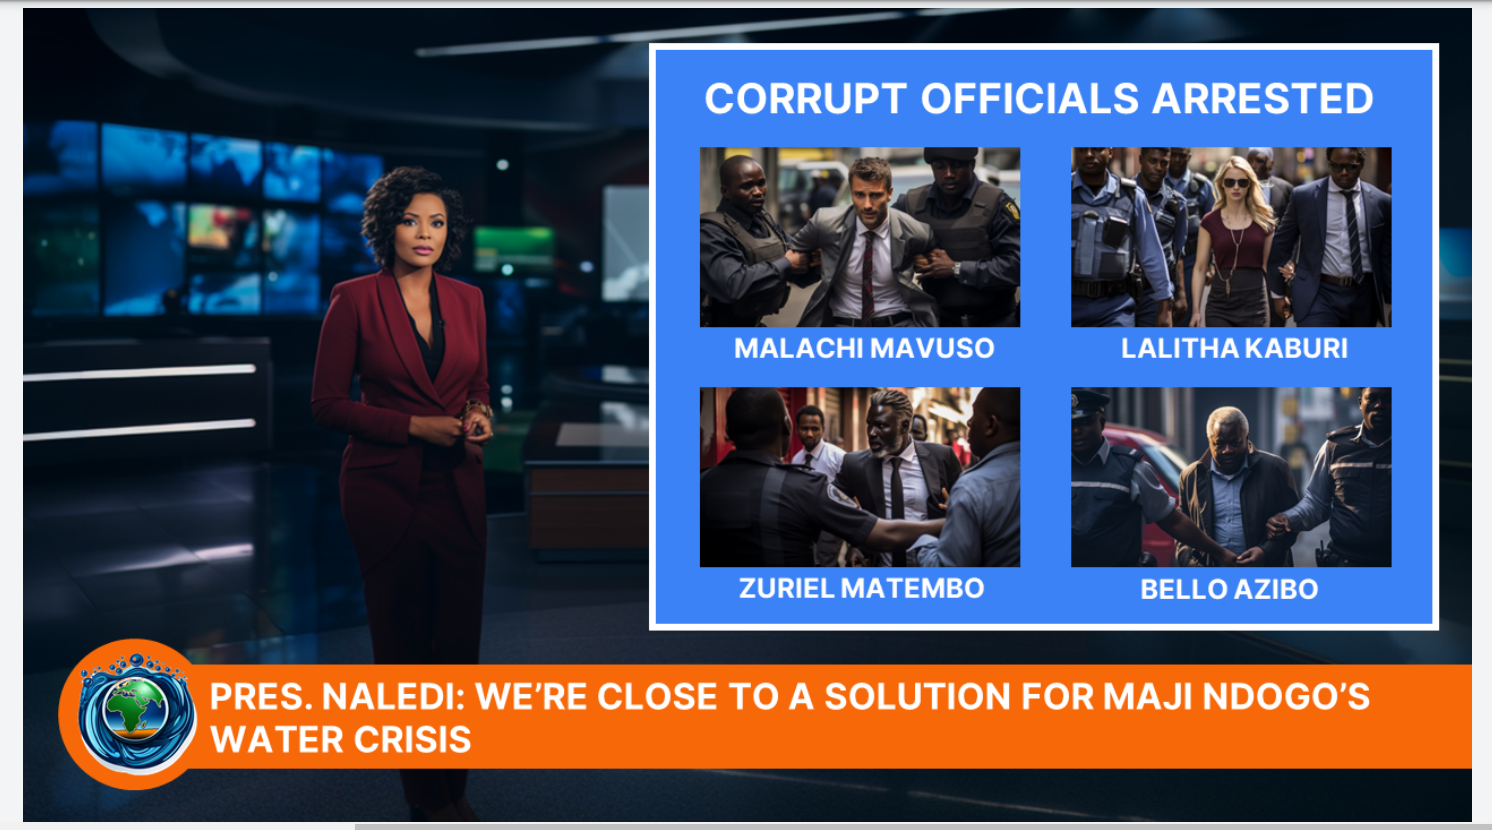 CORRUPT OFFICIALS ARRESTED
MALACHI MAVUSO
LALITHA KABURI
ZURIEL MATEMBO
BELLO AZIBO
PRES. NALEDI: WE'RE CLOSE TO A SOLUTION FOR MAJI NDOGO'S
WATER CRISIS